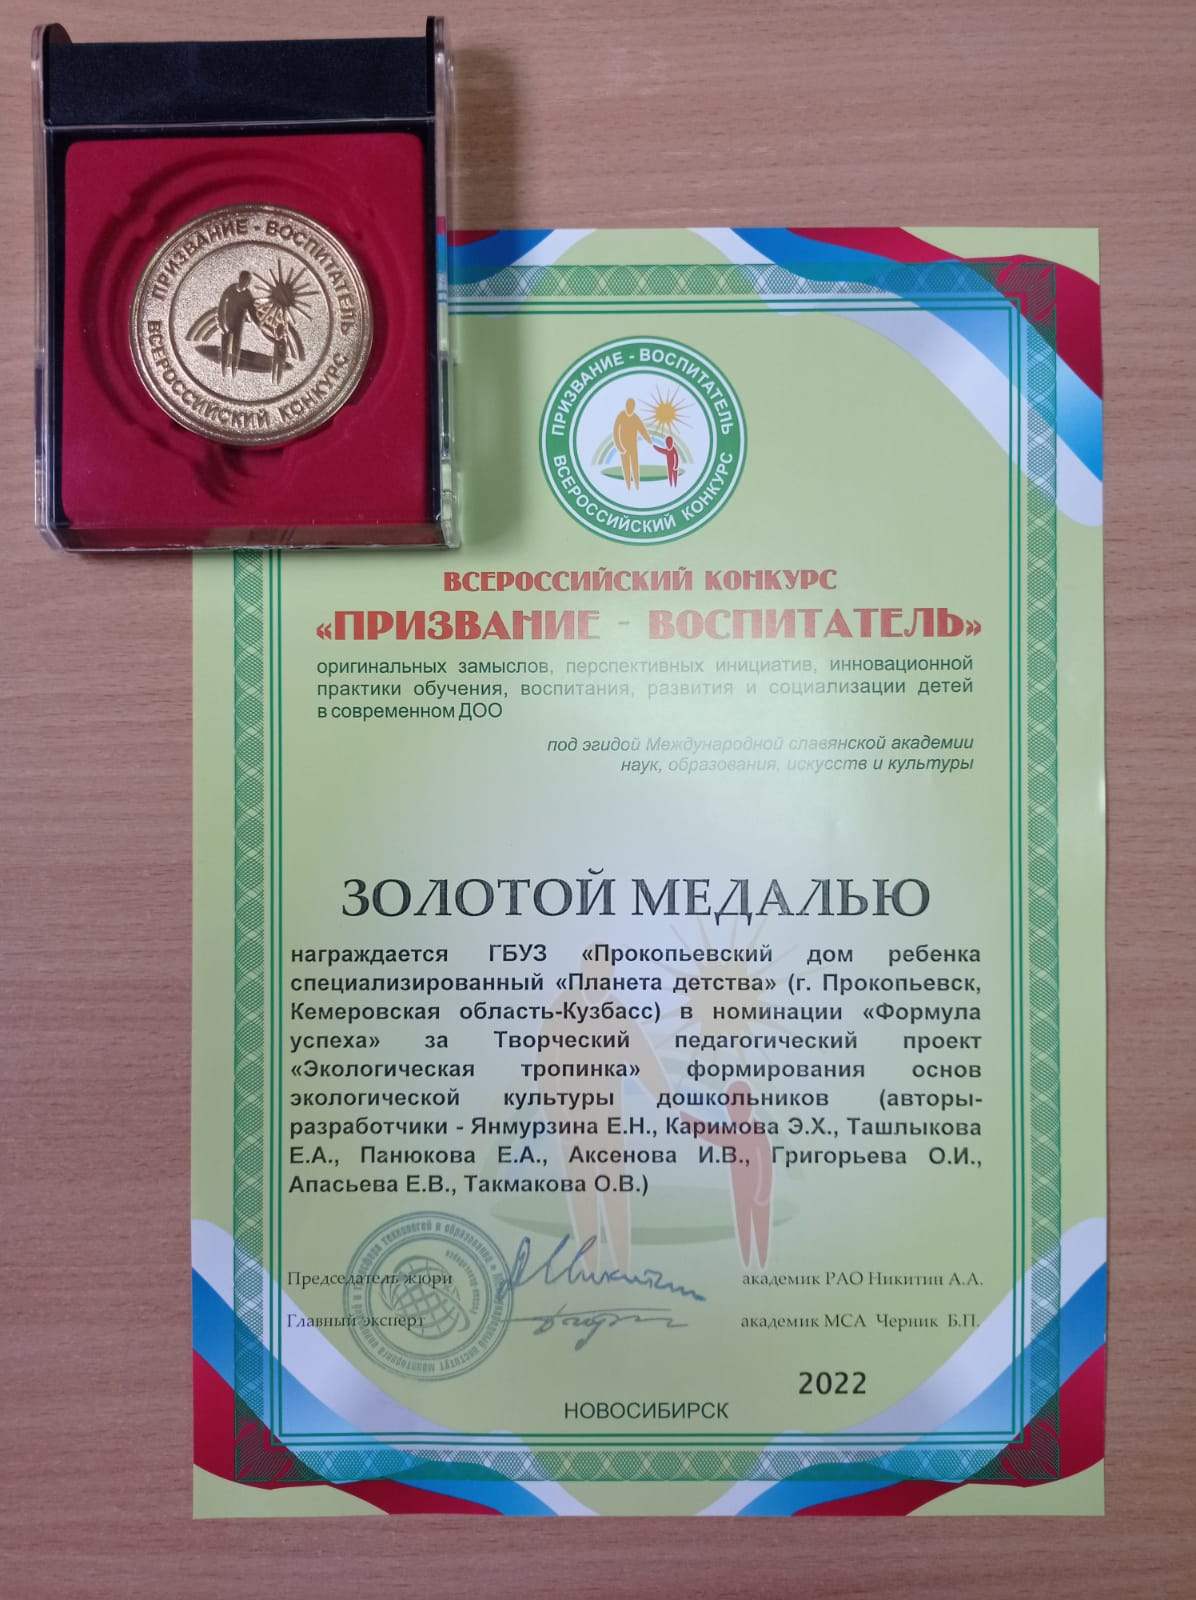 ПРИЗВАНИЕ - ВОСПИТАТЕЛЬ
ВСЕРОССИЙСКИЙ КОНКУРС
ПРИЗВАНИЕ - ВОСПИТАТЕЛЬ
ВСЕРОССИЙСКИЙ КОНКУРС
ВСЕРОССИЙСКИЙ КОНКУРС
«ПРИЗВАНИЕ - ВОСПИТАТЕЛЬ»
оригинальных замыслов, перспективных инициатив, инновационной
практики обучения, воспитания, развития и социализации детей
в современном ДОО
под эгидой Международной славянской академии
наук, образования, искусств и культуры
ЗОЛОТОЙ МЕДАЛЬЮ
награждается ГБУЗ «Прокопьевский дом ребенка
специализированный «Планета детства» (г. Прокопьевск,
Кемеровская область-Кузбасс) в номинации «Формула
успеха» за Творческий педагогический проект
«Экологическая тропинка» формирования основ
экологической культуры дошкольников (авторы-
разработчики - Янмурзина Е.Н., Каримова Э.Х., Ташлыкова
Е.А., Панюкова Е.А., Аксенова И.В., Григорьева О.И.,
Апасьева Е.В., Такмакова О.В.)
Председатель жюри академик РАО Никитин А.А.
Главный эксперт академик МСА Черник Б.П.
2022
НОВОСИБИРСК